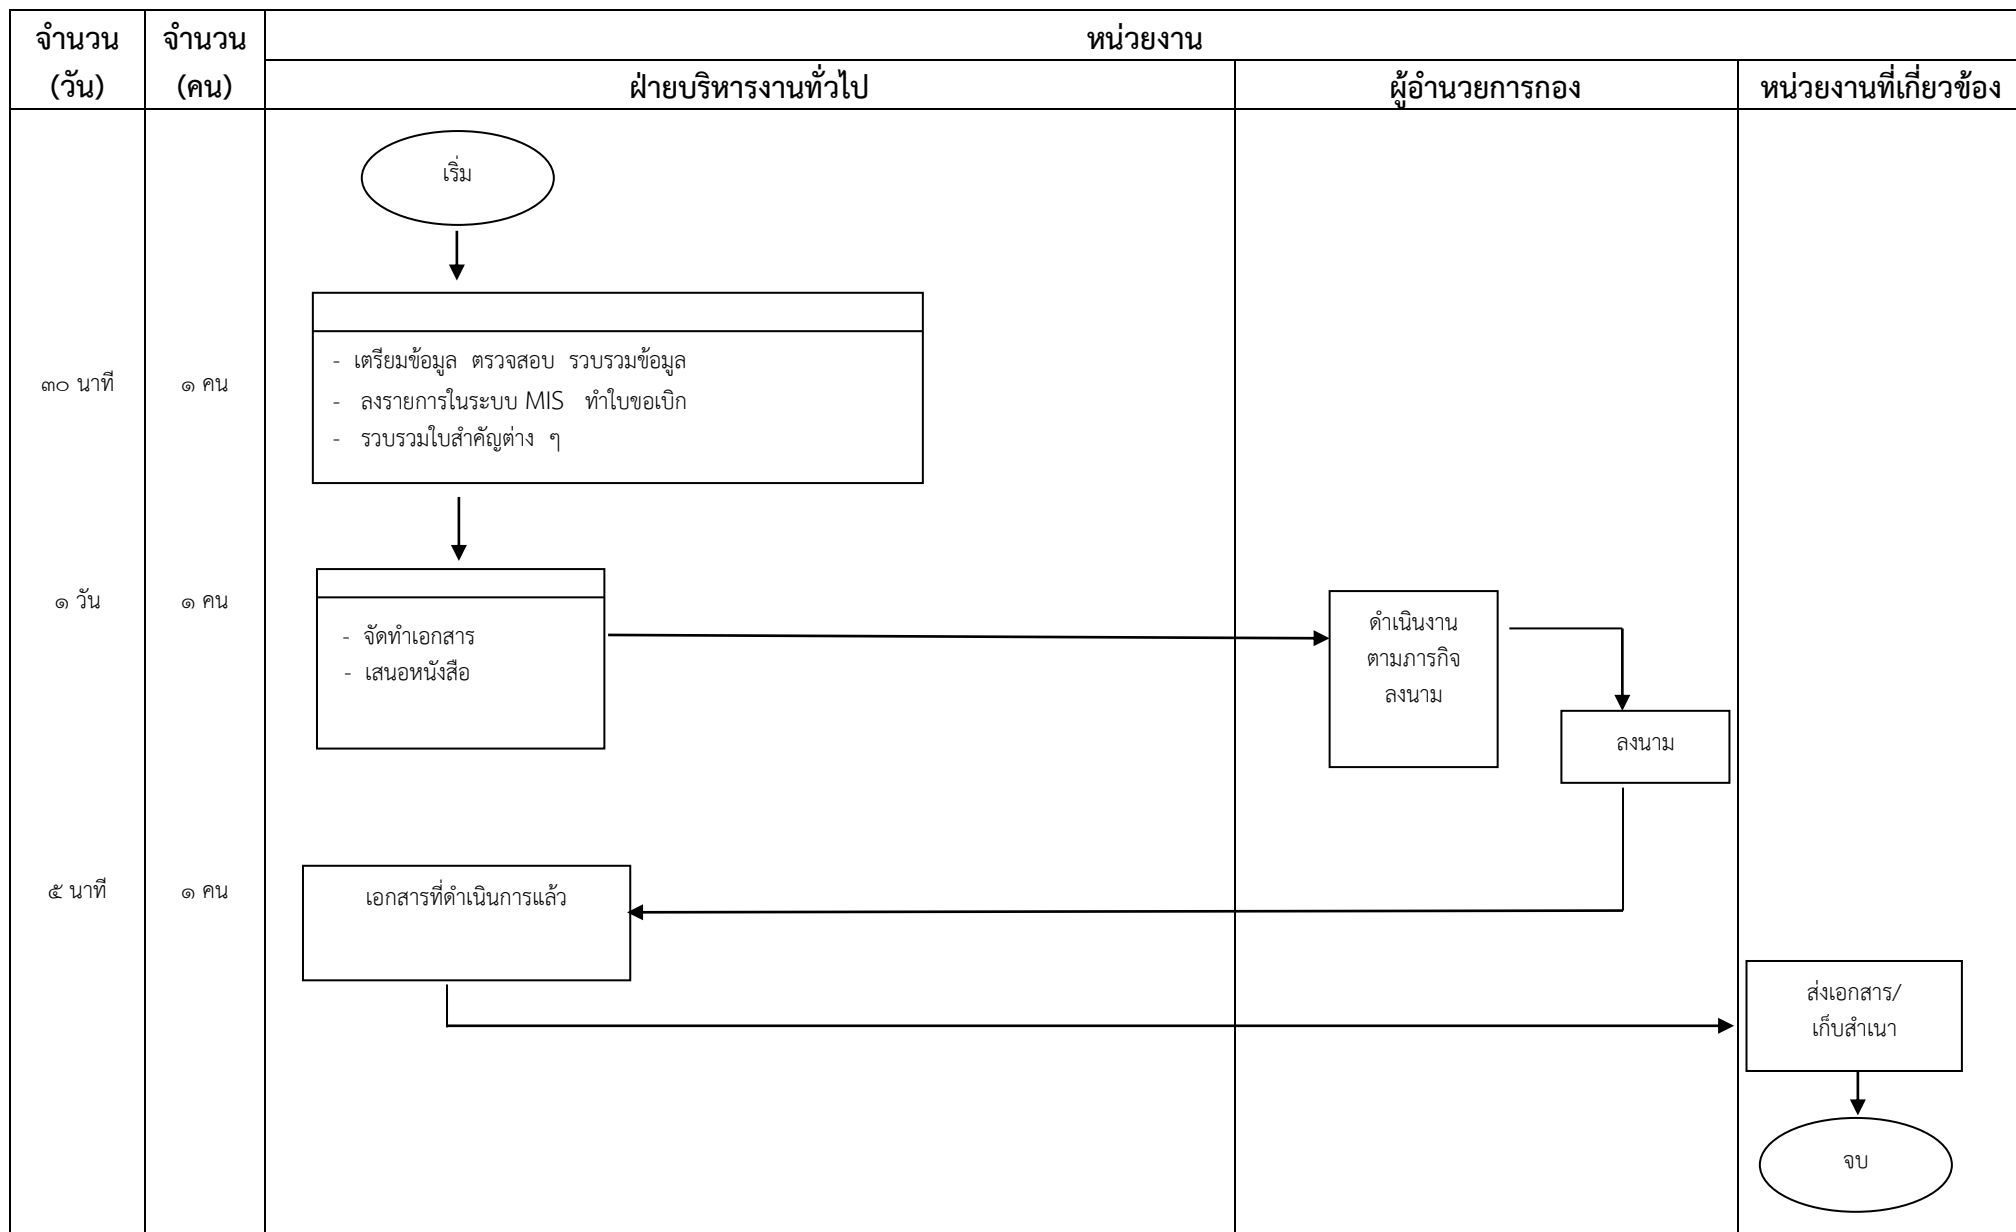 จำนวน
(วัน)
จำนวน
(คน)
หน่วยงาน
ฝ่ายบริหารงานทั่วไป
ผู้อำนวยการกอง
หน่วยงานที่เกี่ยวข้อง
เริ่ม
๓๐ นาที
๑ คน
- เตรียมข้อมูล ตรวจสอบ รวบรวมข้อมูล
- ลงรายการในระบบ MIS ทำใบขอเบิก
- รวบรวมใบสำคัญต่าง ๆ
๑ วัน
๑ คน
- จัดทำเอกสาร
- เสนอหนังสือ
ดำเนินงาน
ตามภารกิจ
ลงนาม
ลงนาม
๕ นาที
๑ คน
เอกสารที่ดำเนินการแล้ว
ส่งเอกสาร/
เก็บสำเนา
จบ